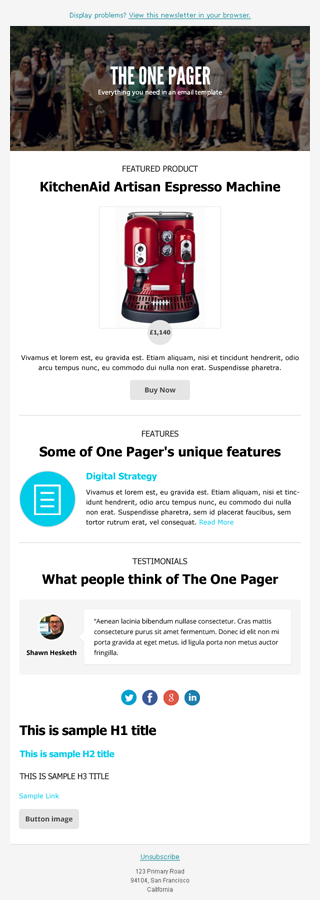 Display problems? View this newsletter in your browser.
THE ONE PAGER
Everything you need in an email template
FEATURED PRODUCT
KitchenAid Artisan Espresso Machine
£1,140
Vivamus et lorem est, eu gravida est. Etiam aliquam, nisi et tincidunt hendrerit, odio
arcu tempus nunc, eu commodo dui nulla non erat. Suspendisse pharetra.
Buy Now
FEATURES
Some of One Pager's unique features
Digital Strategy
Vivamus et lorem est, eu gravida est. Etiam aliquam, nisi et tinc-
idunt hendrerit, odio arcu tempus nunc, eu commodo dui nulla
non erat. Suspendisse pharetra, sem id placerat faucibus, sem
tortor rutrum erat, vel consequat. Read More
TESTIMONIALS
What people think of The One Pager
Shawn Hesketh
"Aenean lacinia bibendum nullase consectetur. Cras mattis
consecteture purus sit amet fermentum. Donec id elit non mi
porta gravida at eget metus. id ligula porta non metus auctor
fringilla.
This is sample H1 title
This is sample H2 title
THIS IS SAMPLE H3 TITLE
Sample Link
Button image
Unsubscribe
123 Primary Road
94104, San Francisco
California